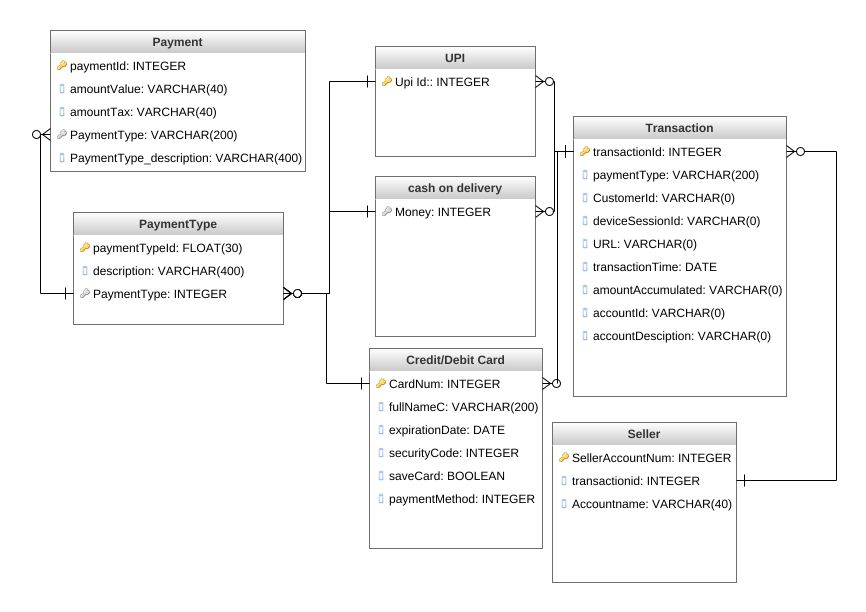 Payment
paymentId: INTEGER
amountValue: VARCHAR(40)
amountTax: VARCHAR(40)
PaymentType: VARCHAR(200)
PaymentType_description: VARCHAR(400)
PaymentType
paymentTypeId: FLOAT(30)
description: VARCHAR(400)
PaymentType: INTEGER
UPI
Upi Id:: INTEGER
cash on delivery
Money: INTEGER
Credit/Debit Card
CardNum: INTEGER
fullNameC: VARCHAR(200)
expirationDate: DATE
securityCode: INTEGER
saveCard: BOOLEAN
paymentMethod: INTEGER
Transaction
transactionId: INTEGER
paymentType: VARCHAR(200)
CustomerId: VARCHAR(0)
deviceSessionId: VARCHAR(0)
URL: VARCHAR(0)
transactionTime: DATE
amountAccumulated: VARCHAR(0)
accountId: VARCHAR(0)
accountDesciption: VARCHAR(0)
Seller
SellerAccountNum: INTEGER
transactionid: INTEGER
Accountname: VARCHAR(40)